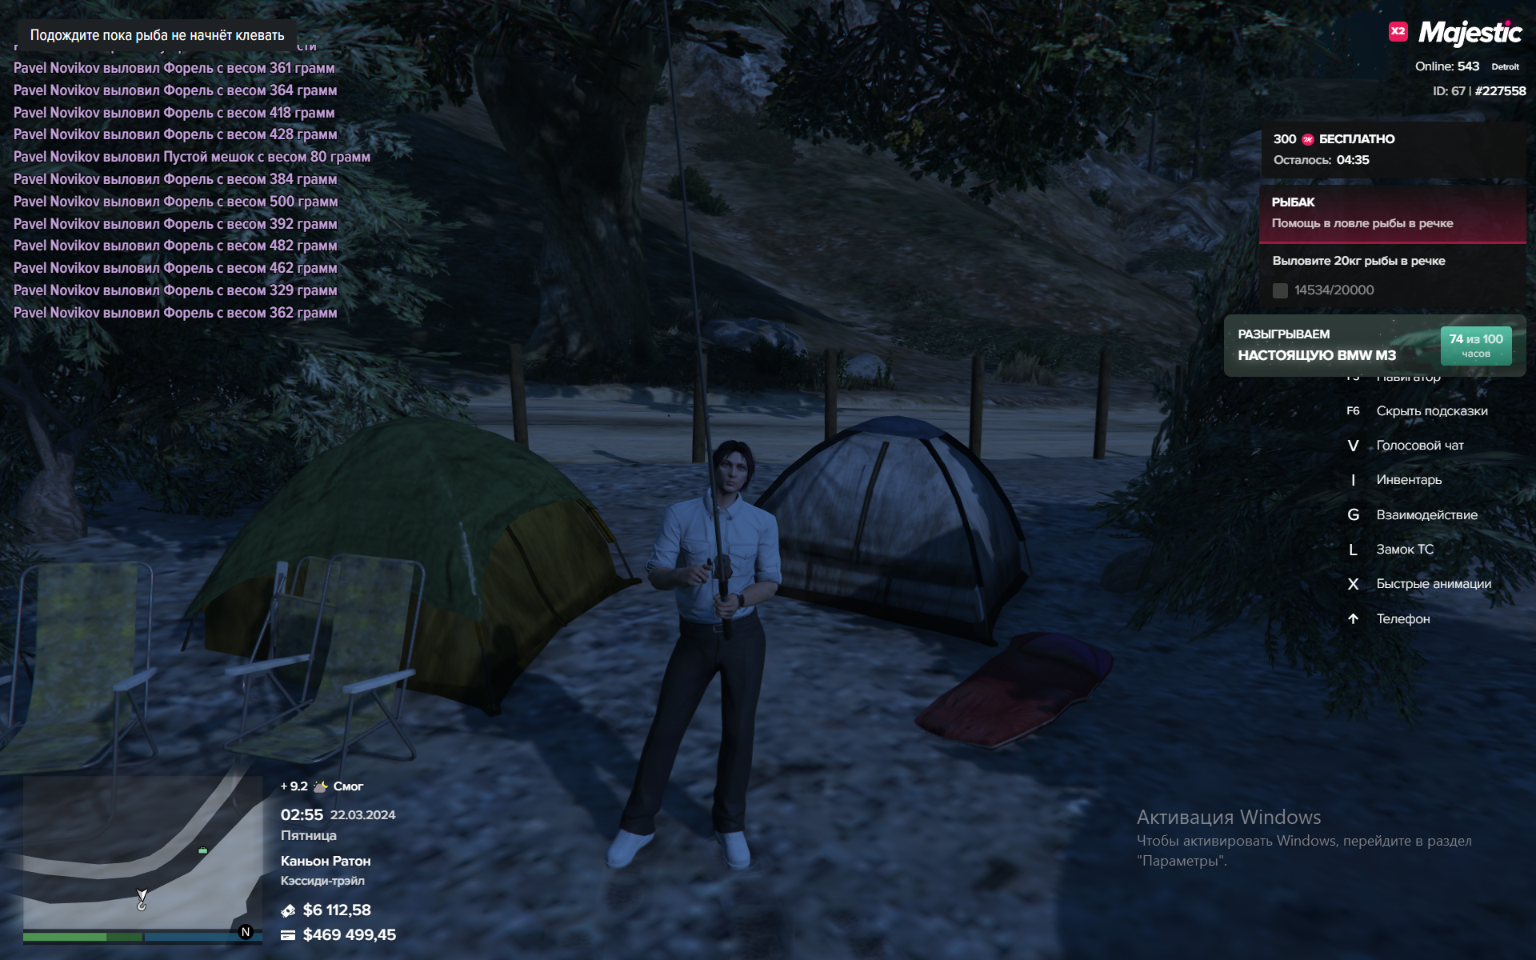 Подождите пока рыба не начнёт клевать
Pavel Novikov выловил Форель с весом 361 грамм
Pavel Novikov выловил Форель с весом 364 грамм
Pavel Novikov выловил Форель с весом 418 грамм
Pavel Novikov выловил Форель с весом 428 грамм
Pavel Novikov выловил Пустой мешок с весом 80 грамм
Pavel Novikov выловил Форель с весом 384 грамм
Pavel Novikov выловил Форель с весом 500 грамм
Pavel Novikov выловил Форель с весом 392 грамм
Pavel Novikov выловил Форель с весом 482 грамм
Pavel Novikov выловил Форель с весом 462 грамм
Pavel Novikov выловил Форель с весом 329 грамм
Pavel Novikov выловил Форель с весом 362 грамм
X2 Majestic
Online: 543 Detroit
ID: 67 | #227558
300 БЕСПЛАТНО
Осталось: 04:35
РЫБАК
Помощь в ловле рыбы в речке
Выловите 20кг рыбы в речке
14534/20000
РАЗЫГРЫВАЕМ
НАСТОЯЩУЮ BMW M3
74 из 100
часов
Навигатор
F6 Скрыть подсказки
V Голосовой чат
I Инвентарь
G Взаимодействие
L Замок ТС
X Быстрые анимации
Телефон
+ 9.2 Смог
02:55 22.03.2024
Пятница
Каньон Ратон
Кэссиди-трэйл
$6 112,58
$469 499,45
N
Активация Windows
Чтобы активировать Windows, перейдите в раздел
"Параметры".